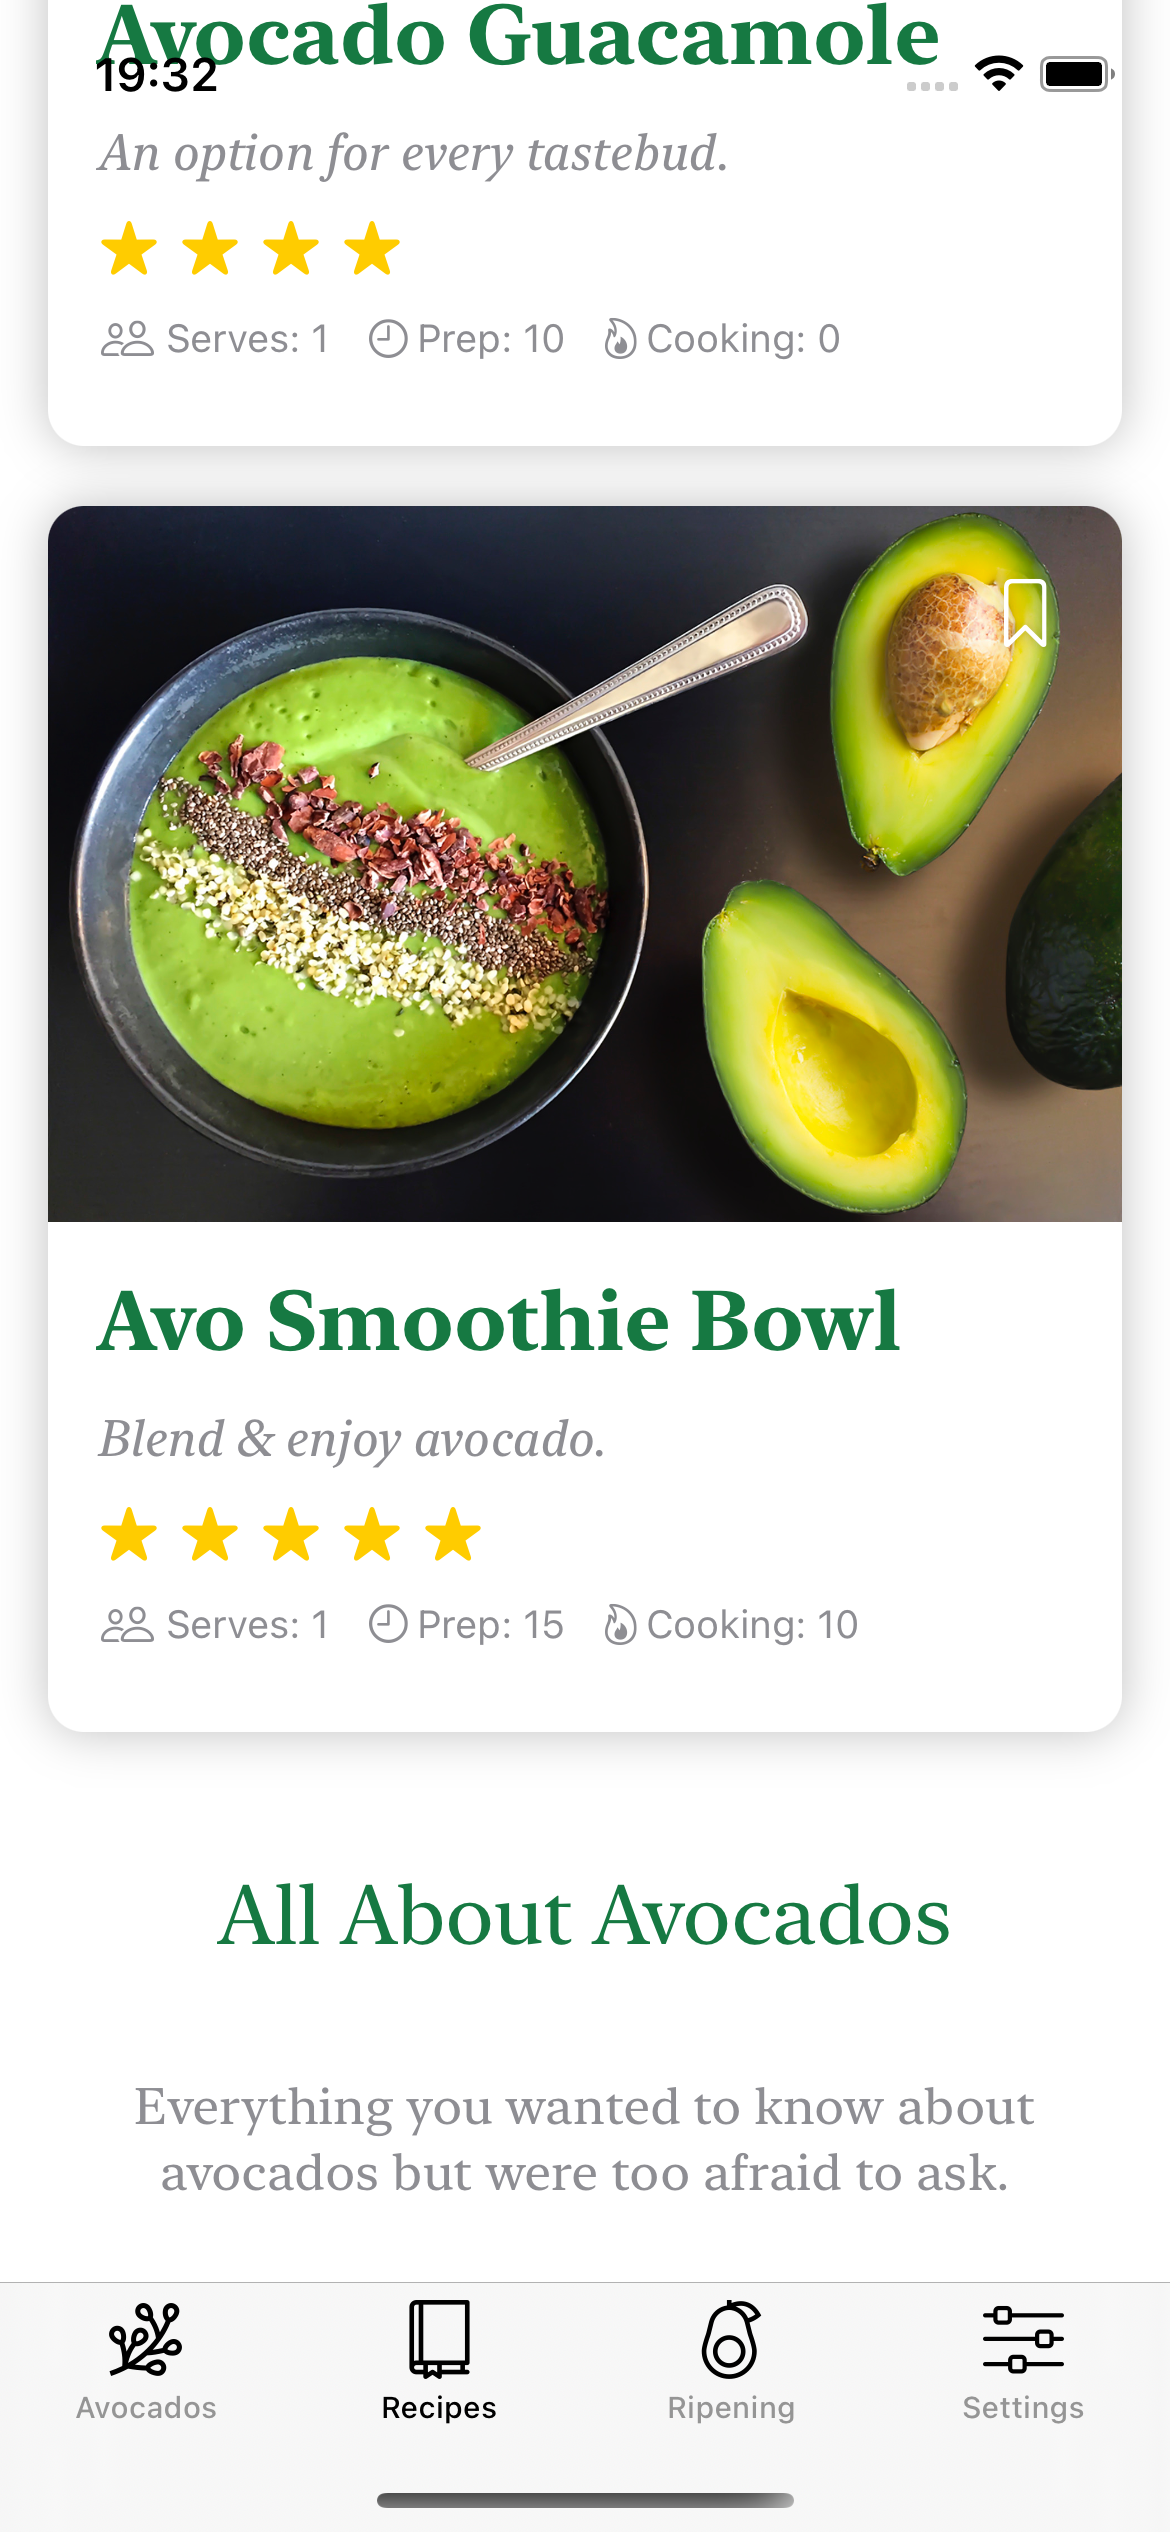 Avocado Guacamole
19:32
An option for every tastebud.
Serves: 1 Prep: 10 Cooking: 0
Avo Smoothie Bowl
Blend & enjoy avocado.
Serves: 1 Prep: 15 Cooking: 10
All About Avocados
Everything you wanted to know about
avocados but were too afraid to ask.
Avocados Recipes Ripening Settings